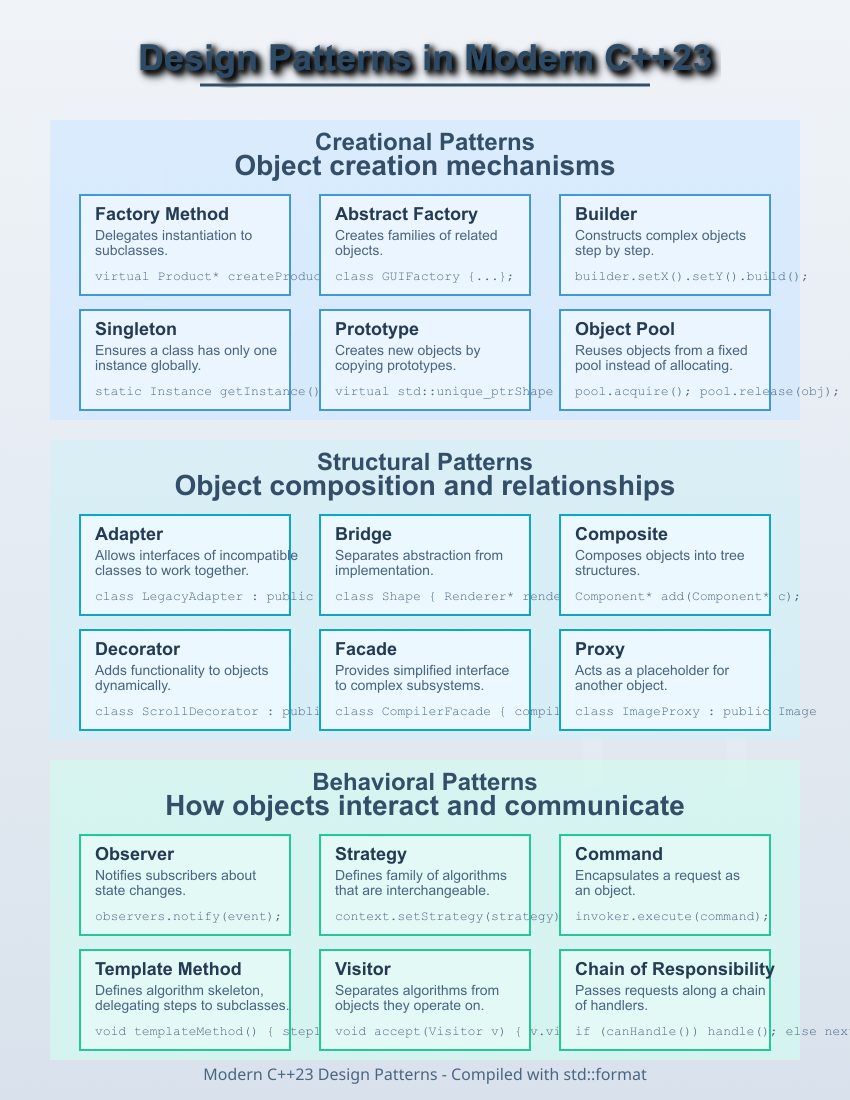 Design Patterns in Modern C++23
Creational Patterns
Object creation mechanisms
Factory Method
Delegates instantiation to
subclasses.
virtual Product* createProduc
Abstract Factory
Creates families of related
objects.
class GUIFactory {...};
Builder
Constructs complex objects
step by step.
builder.setX().setY().build();
Singleton
Ensures a class has only one
instance globally.
static Instance getInstance()
Prototype
Creates new objects by
copying prototypes.
virtual std::unique_ptrShape
Object Pool
Reuses objects from a fixed
pool instead of allocating.
pool.acquire(); pool.release(obj);
Structural Patterns
Object composition and relationships
Adapter
Allows interfaces of incompatible
classes to work together.
class LegacyAdapter : public
Bridge
Separates abstraction from
implementation.
class Shape { Renderer* rende
Composite
Composes objects into tree
structures.
Component* add(Component* c);
Decorator
Adds functionality to objects
dynamically.
class ScrollDecorator : publi
Facade
Provides simplified interface
to complex subsystems.
class CompilerFacade { compil
Proxy
Acts as a placeholder for
another object.
class ImageProxy : public Image
Behavioral Patterns
How objects interact and communicate
Observer
Notifies subscribers about
state changes.
observers.notify(event);
Strategy
Defines family of algorithms
that are interchangeable.
context.setStrategy(strategy)
Command
Encapsulates a request as
an object.
invoker.execute(command);
Template Method
Defines algorithm skeleton,
delegating steps to subclasses.
void templateMethod() { step1
Visitor
Separates algorithms from
objects they operate on.
void accept(Visitor v) { v.vi
Chain of Responsibility
Passes requests along a chain
of handlers.
if (canHandle()) handle(); else nex
Modern C++23 Design Patterns - Compiled with std::format